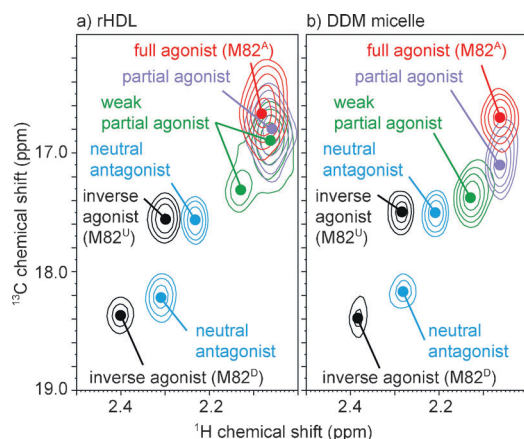 a) rHDL
b) DDM micelle
full agonist (M82ᴬ)
partial agonist
weak
partial agonist
neutral
antagonist
inverse
agonist
(M82ᵁ)
neutral
antagonist
inverse agonist (M82ᴰ)
full agonist (M82ᴬ)
partial agonist
weak
partial agonist
neutral
antagonist
inverse
agonist
(M82ᵁ)
neutral
antagonist
inverse agonist (M82ᴰ)
17.0
18.0
19.0
¹³C chemical shift (ppm)
2.4
2.2
2.4
2.2
¹H chemical shift (ppm)